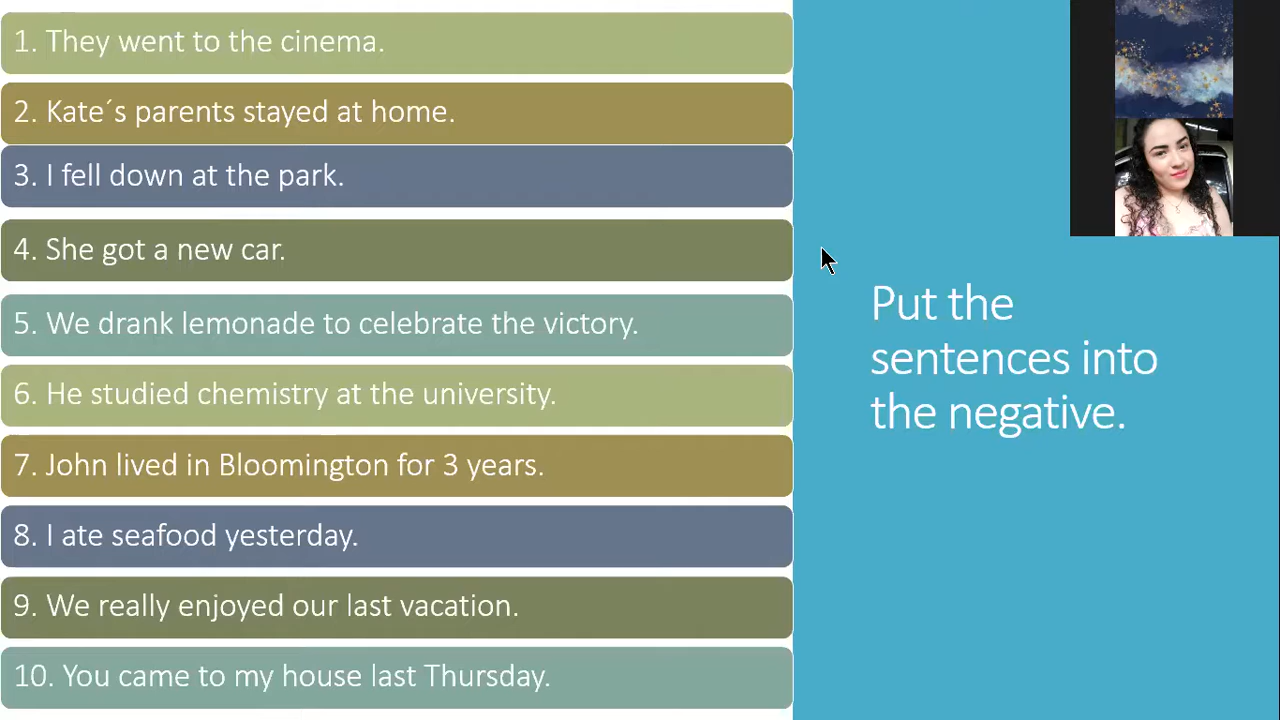 1. They went to the cinema.
2. Kate´s parents stayed at home.
3. I fell down at the park.
4. She got a new car.
5. We drank lemonade to celebrate the victory.
6. He studied chemistry at the university.
7. John lived in Bloomington for 3 years.
8. I ate seafood yesterday.
9. We really enjoyed our last vacation.
10. You came to my house last Thursday.
Put the
sentences into
the negative.